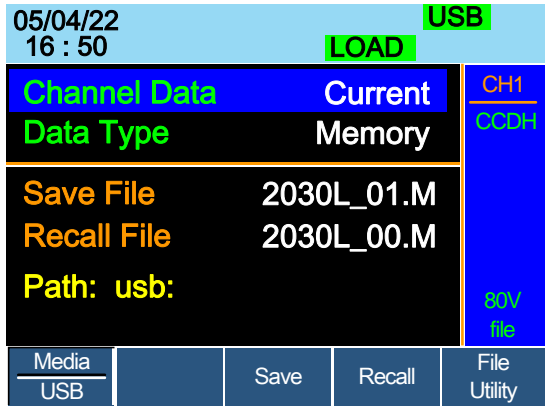 05/04/22 USB
16 : 50 LOAD
Channel Data Current
Data Type Memory
Save File 2030L_01.M
Recall File 2030L_00.M
Path: usb:
CH1
CCDH
80V
file
Media
USB
Save
Recall
File
Utility